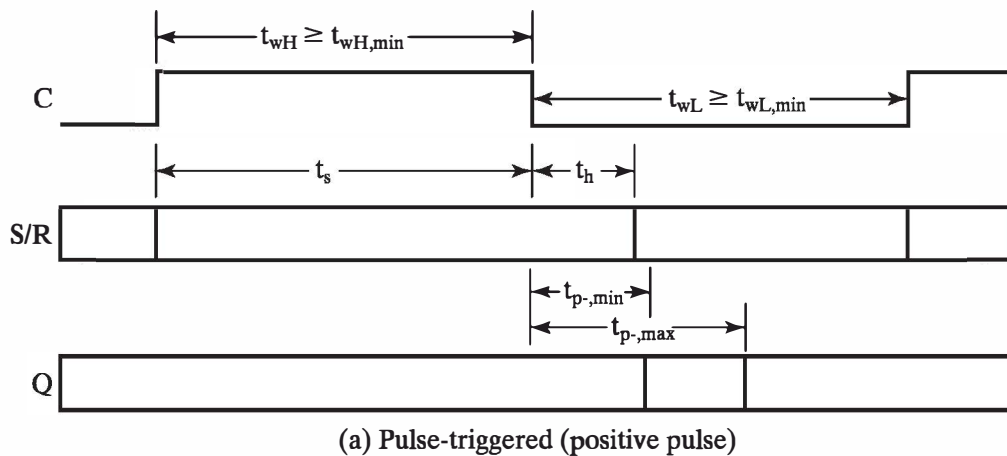 t_wH ≥ t_wH,min
C
t_wL ≥ t_wL,min
t_s
t_h
S/R
t_p-,min
t_p-,max
Q
(a) Pulse-triggered (positive pulse)